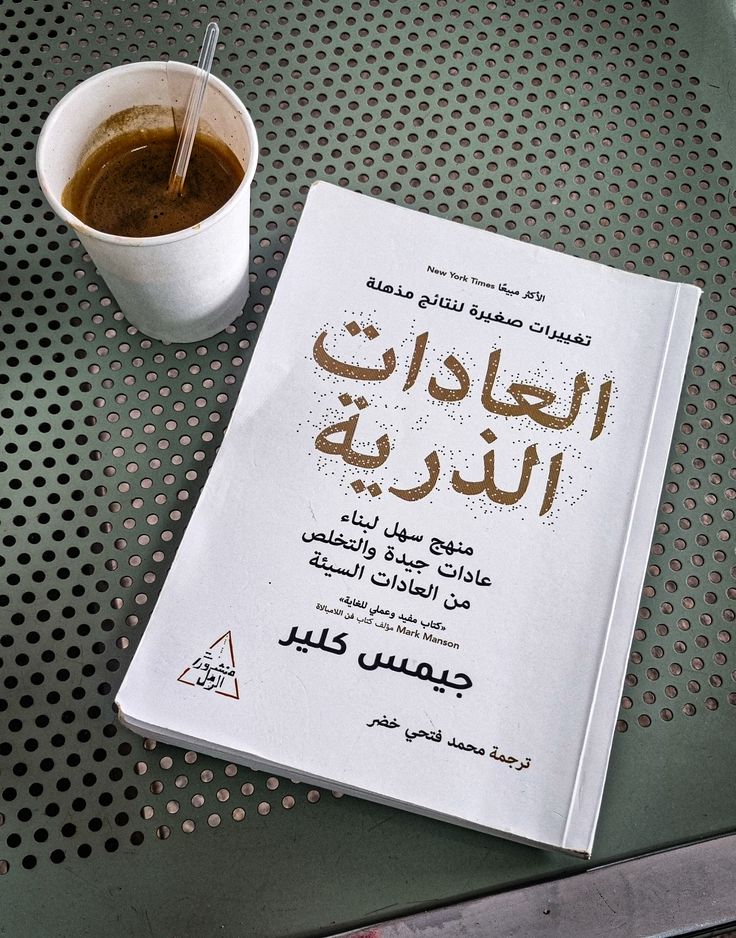 الأكثر مبيعًا New York Times
تغييرات صغيرة لنتائج مذهلة
العادات
الذرية
منهج سهل لبناء
عادات جيدة والتخلص
من العادات السيئة
«كتاب مفيد وعملي للغاية»
Mark Manson مؤلف كتاب فن اللامبالاة
جيمس كلير
منشورات
الرمل
ترجمة محمد فتحي خضر